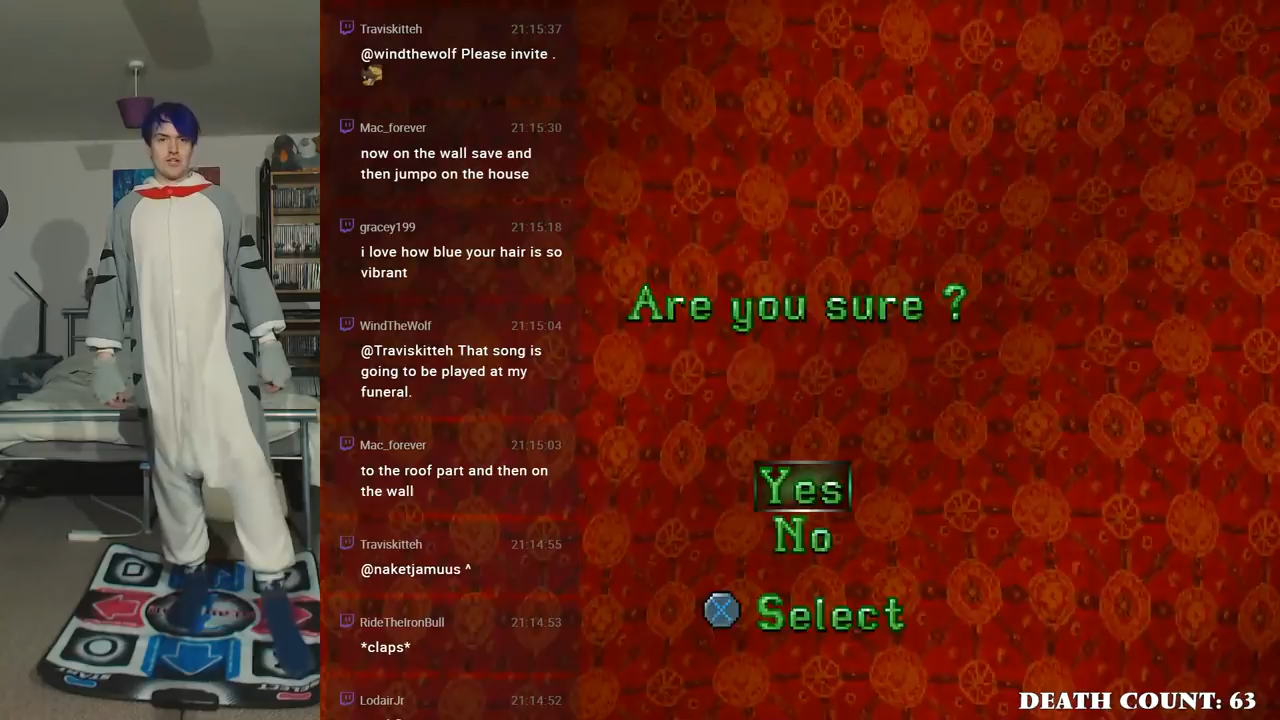 Traviskitteh 21:15:37
@windthewolf Please invite .
Mac_forever 21:15:30
now on the wall save and
then jumpo on the house
gracey199 21:15:18
i love how blue your hair is so
vibrant
WindTheWolf 21:15:04
@Traviskitteh That song is
going to be played at my
funeral.
Mac_forever 21:15:03
to the roof part and then on
the wall
Traviskitteh 21:14:55
@naketjamuus ^
RideTheIronBull 21:14:53
*claps*
LodairJr 21:14:52
Are you sure ?
Yes
No
Select
DEATH COUNT: 63